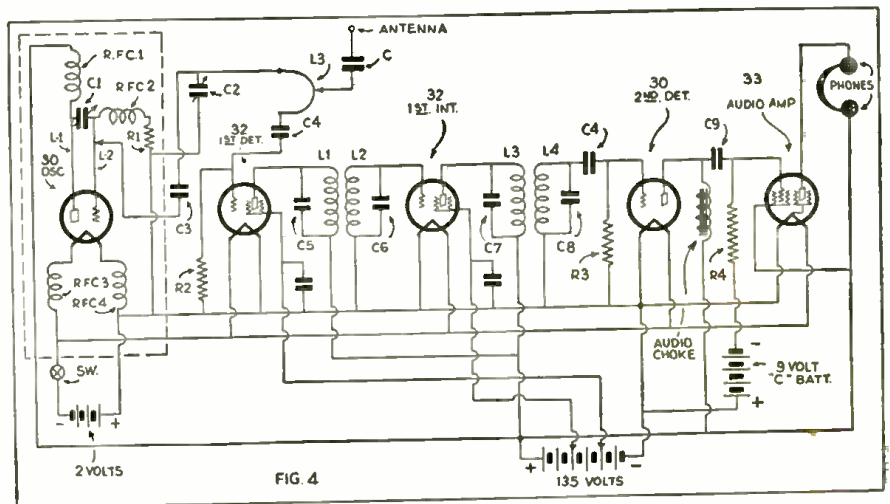 ANTENNA
R.F.C.1
C1
RFC2
R1
C2
L3
C
C4
32
1ST. DET.
32
1ST. INT.
30
2ND. DET.
33
AUDIO AMP
PHONES
C9
C4
L-1
L-2
30
OSC.
C3
L1
L2
L3
L4
C5
C6
C7
C8
R2
R3
R4
RFC3
RFC4
AUDIO
CHOKE
9 VOLT
"C" BATT.
SW.
-
+
-
+
2 VOLTS
+
-
135 VOLTS
FIG. 4